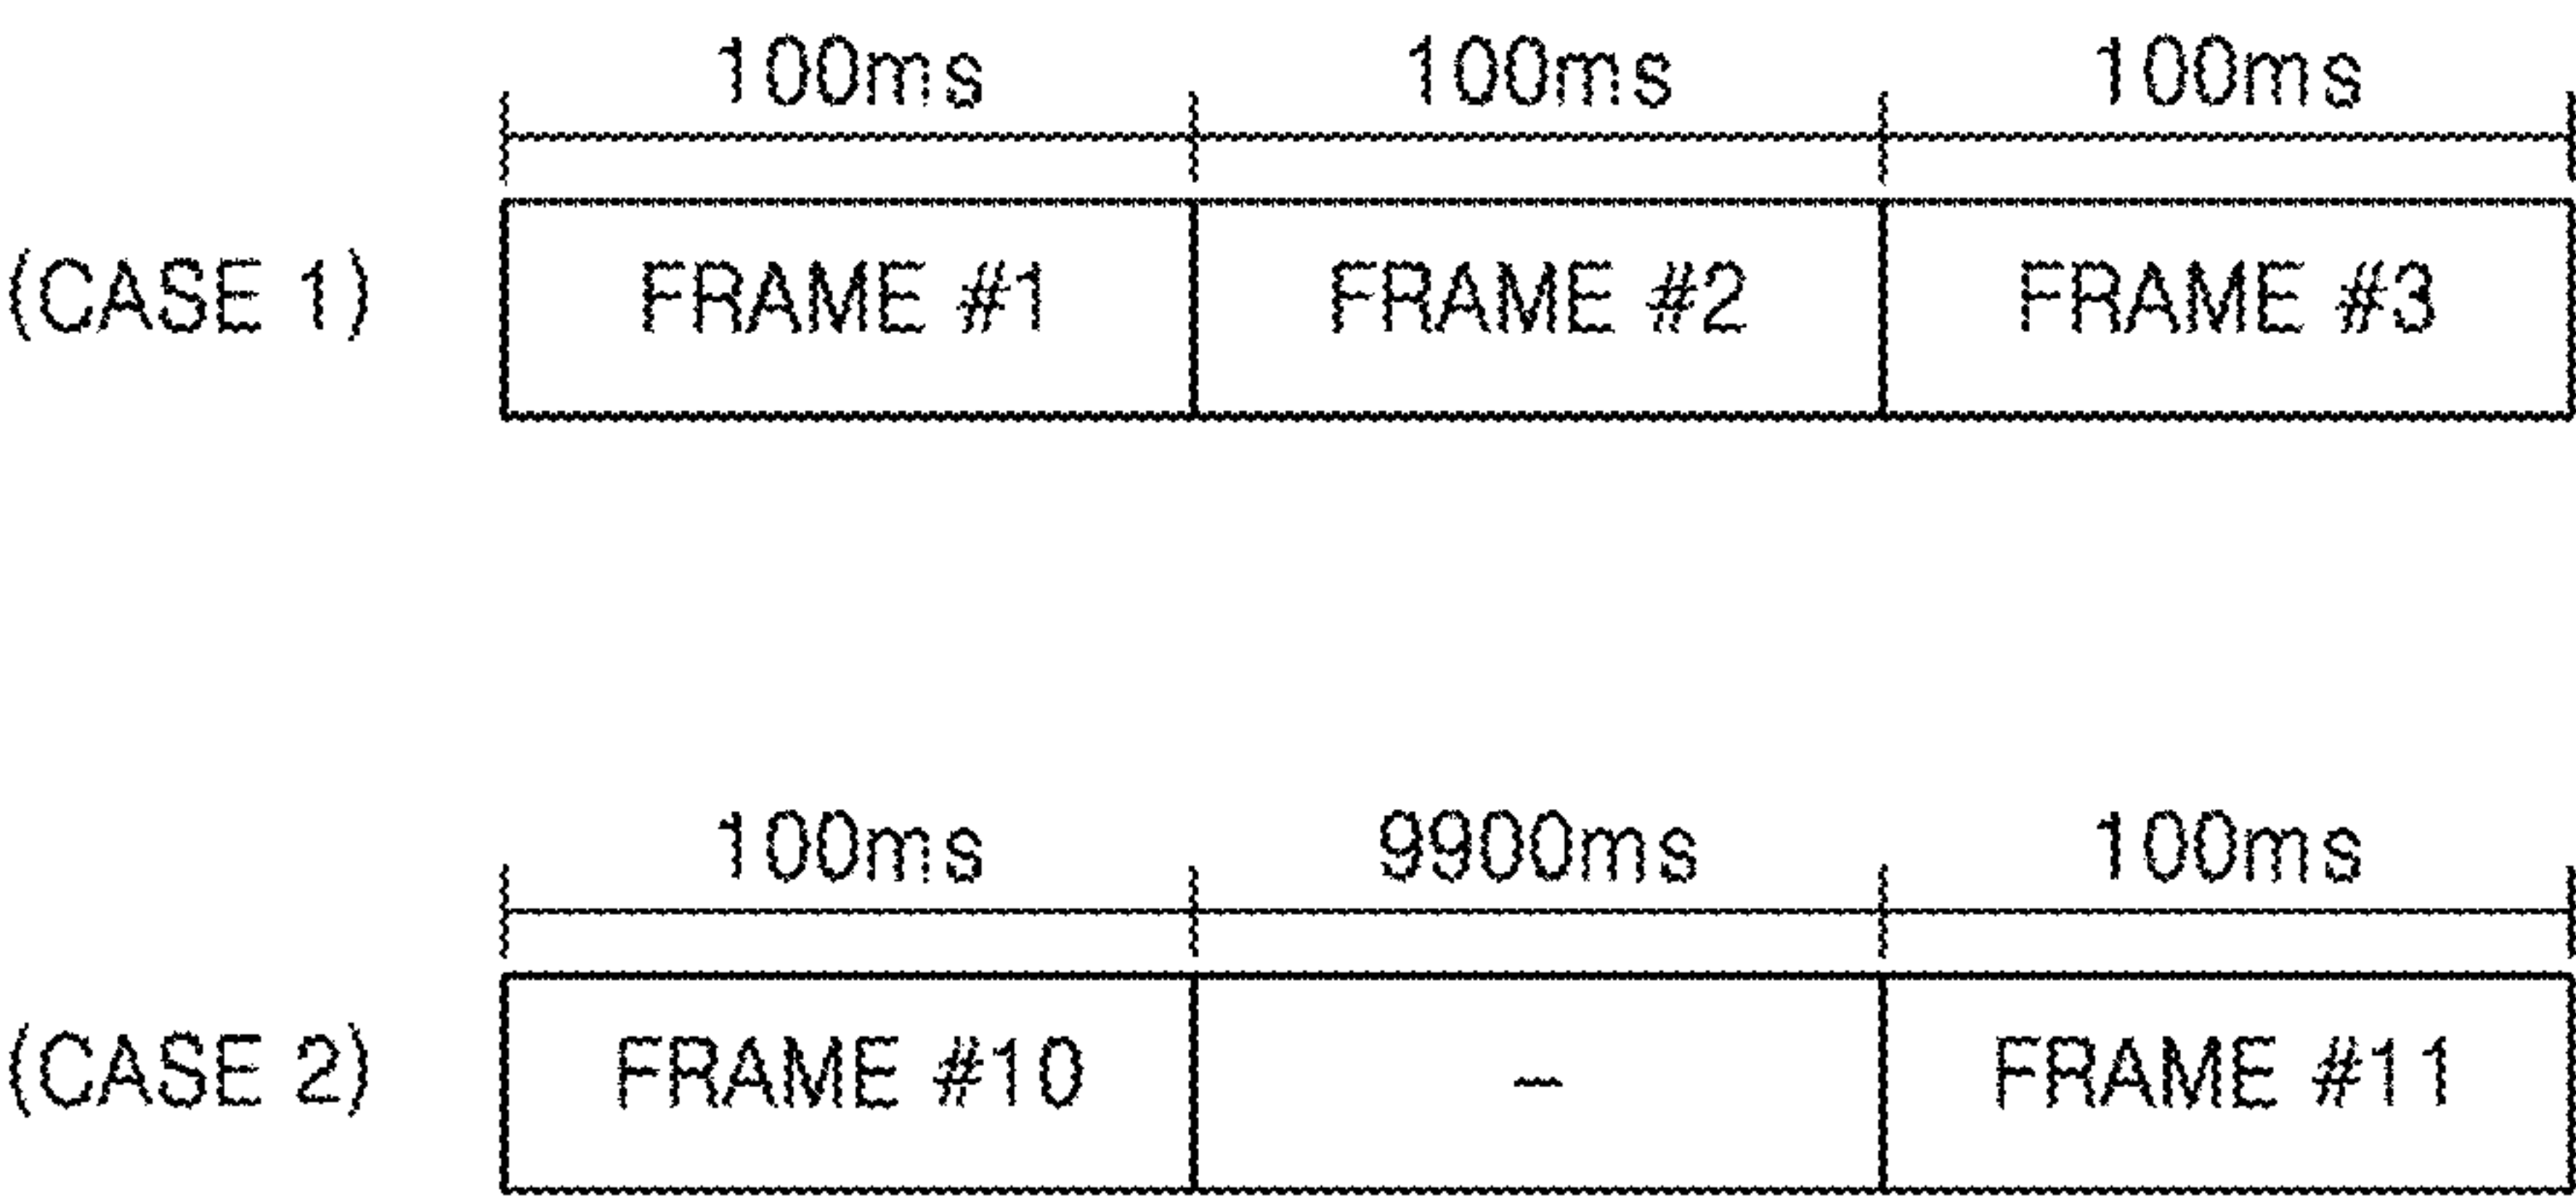 100ms 100ms 100ms
(CASE 1) FRAME #1 FRAME #2 FRAME #3
100ms 9900ms 100ms
(CASE 2) FRAME #10 – FRAME #11